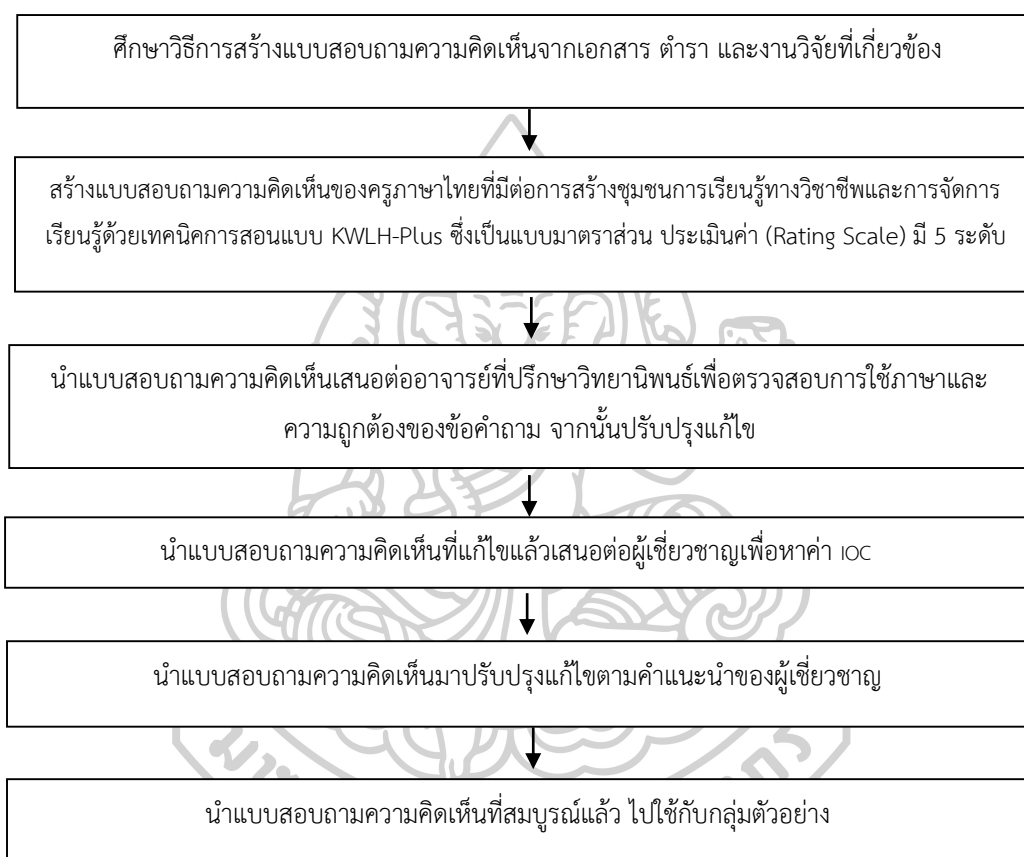 ศึกษาวิธีการสร้างแบบสอบถามความคิดเห็นจากเอกสาร ตำรา และงานวิจัยที่เกี่ยวข้อง
สร้างแบบสอบถามความคิดเห็นของครูภาษาไทยที่มีต่อการสร้างชุมชนการเรียนรู้ทางวิชาชีพและการจัดการ
เรียนรู้ด้วยเทคนิคการสอนแบบ KWLH-Plus ซึ่งเป็นแบบมาตราส่วน ประเมินค่า (Rating Scale) มี 5 ระดับ
นำแบบสอบถามความคิดเห็นเสนอต่ออาจารย์ที่ปรึกษาวิทยานิพนธ์เพื่อตรวจสอบการใช้ภาษาและ
ความถูกต้องของข้อคำถาม จากนั้นปรับปรุงแก้ไข
นำแบบสอบถามความคิดเห็นที่แก้ไขแล้วเสนอต่อผู้เชี่ยวชาญเพื่อหาค่า IOC
นำแบบสอบถามความคิดเห็นมาปรับปรุงแก้ไขตามคำแนะนำของผู้เชี่ยวชาญ
นำแบบสอบถามความคิดเห็นที่สมบูรณ์แล้ว ไปใช้กับกลุ่มตัวอย่าง